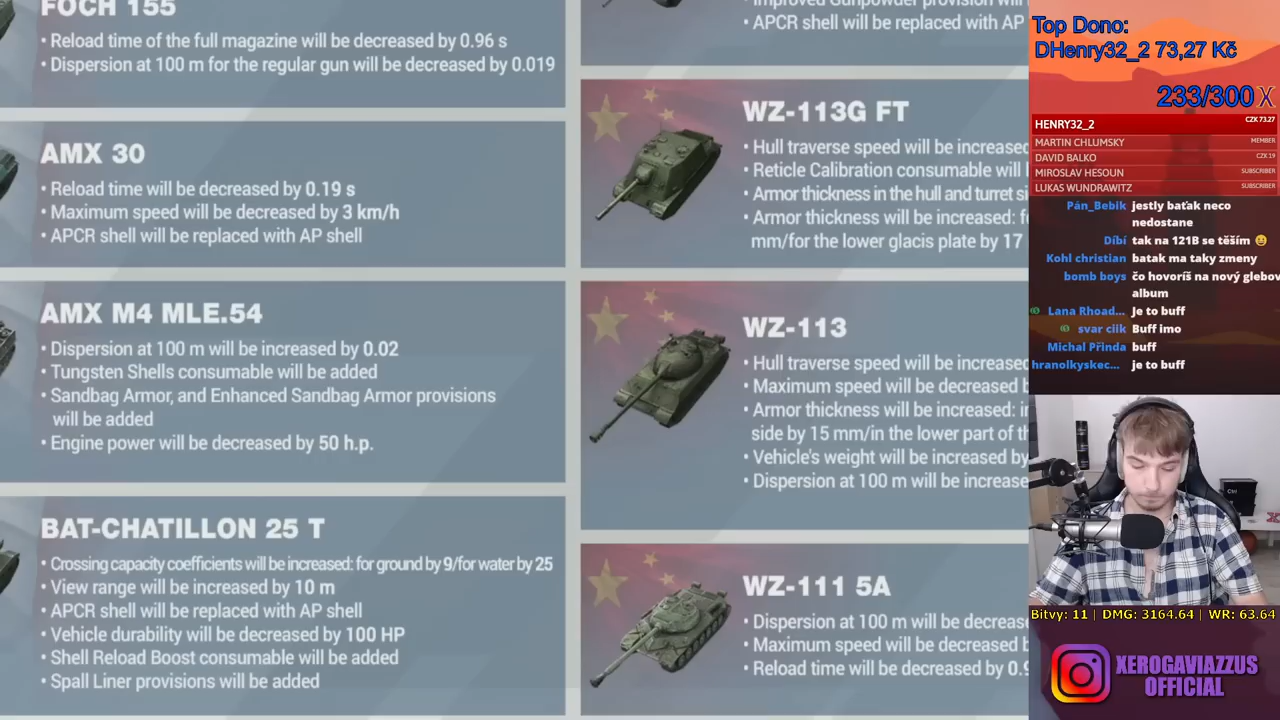 FOCH 155
• Reload time of the full magazine will be decreased by 0.96 s
• Dispersion at 100 m for the regular gun will be decreased by 0.019
AMX 30
• Reload time will be decreased by 0.19 s
• Maximum speed will be decreased by 3 km/h
• APCR shell will be replaced with AP shell
AMX M4 MLE.54
• Dispersion at 100 m will be increased by 0.02
• Tungsten Shells consumable will be added
• Sandbag Armor, and Enhanced Sandbag Armor provisions
will be added
• Engine power will be decreased by 50 h.p.
BAT-CHATILLON 25 T
• Crossing capacity coefficients will be increased: for ground by 9/for water by 25
• View range will be increased by 10 m
• APCR shell will be replaced with AP shell
• Vehicle durability will be decreased by 100 HP
• Shell Reload Boost consumable will be added
• Spall Liner provisions will be added
• Improved Gunpowder provision will
• APCR shell will be replaced with AP
WZ-113G FT
• Hull traverse speed will be increased
• Reticle Calibration consumable will
• Armor thickness in the hull and turret si
• Armor thickness will be increased: f
mm/for the lower glacis plate by 17
WZ-113
• Hull traverse speed will be increased
• Maximum speed will be decreased b
• Armor thickness will be increased: i
side by 15 mm/in the lower part of th
• Vehicle's weight will be increased by
• Dispersion at 100 m will be increase
WZ-111 5A
• Dispersion at 100 m will be decreas
• Maximum speed will be decreased b
• Reload time will be decreased by 0.9
Top Dono:
DHenry32_2 73,27 Kč
233/300 X
HENRY32_2 CZK 73.27
MARTIN CHLUMSKY MEMBER
DAVID BALKO CZK 19
MIROSLAV HESOUN SUBSCRIBER
LUKAS WUNDRAWITZ SUBSCRIBER
Pán_Bebik jestly baťak neco
nedostane
Díbí tak na 121B se těším
Kohl christian batak ma taky zmeny
bomb boys čo hovoríš na nový glebov
album
Lana Rhoad... Je to buff
svar ciik Buff imo
Michal Přinda buff
hranolkyskec... je to buff
Bitvy: 11 | DMG: 3164.64 | WR: 63.64
XEROGAVIAZZUS
OFFICIAL